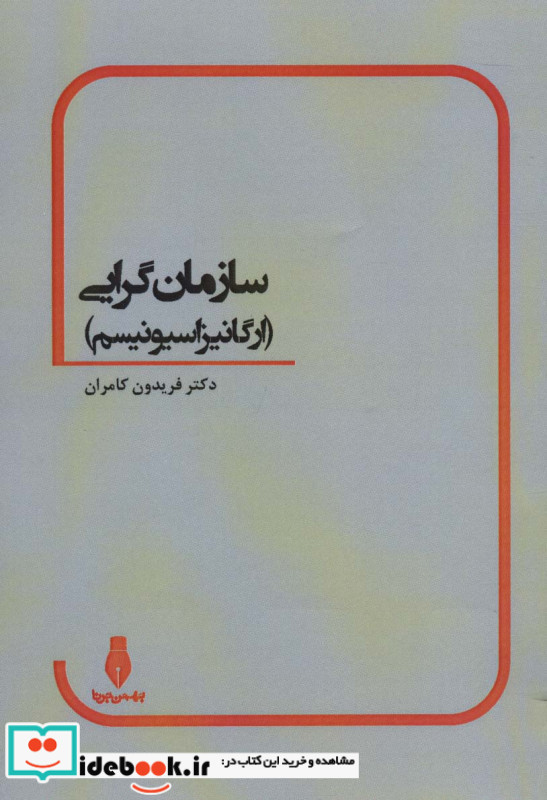 سازمان‌گرایی
(ارگانیزاسیونیسم)
دکتر فریدون کامران
بهمن برنا
مشاهده و خرید این کتاب در:
idebook.ir